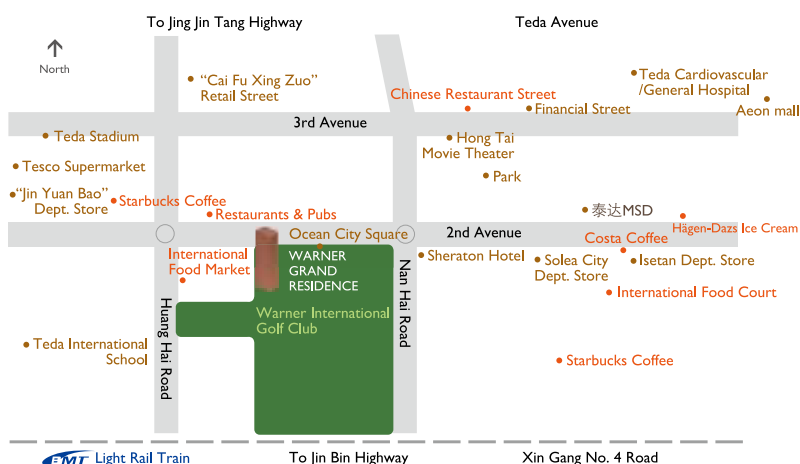 To Jing Jin Tang Highway
Teda Avenue
North
“Cai Fu Xing Zuo”
Retail Street
Teda Cardiovascular
/General Hospital
Aeon mall
Chinese Restaurant Street
Financial Street
3rd Avenue
Teda Stadium
Hong Tai
Movie Theater
Tesco Supermarket
Park
“Jin Yuan Bao”
Dept. Store
Starbucks Coffee
Restaurants & Pubs
泰达MSD
Hägen-Dazs Ice Cream
Ocean City Square
2nd Avenue
Costa Coffee
International
Food Market
WARNER
GRAND
RESIDENCE
Sheraton Hotel
Solea City
Dept. Store
Isetan Dept. Store
International Food Court
Huang Hai Road
Nan Hai Road
Warner International
Golf Club
Teda International
School
Starbucks Coffee
BMT Light Rail Train
To Jin Bin Highway
Xin Gang No. 4 Road